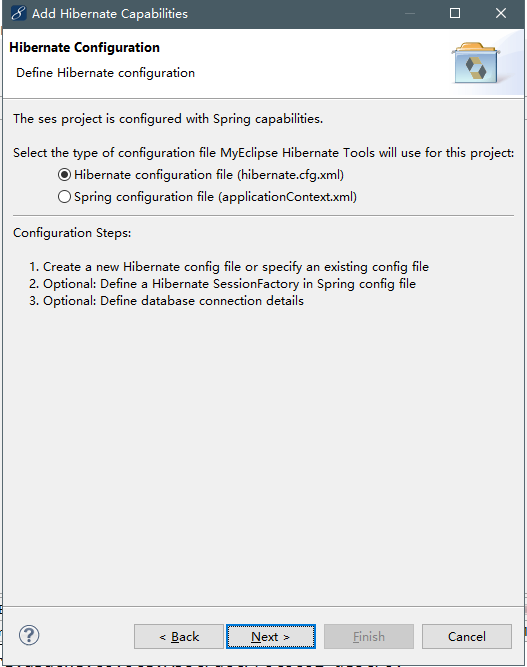 Add Hibernate Capabilities
Hibernate Configuration
Define Hibernate configuration
The ses project is configured with Spring capabilities.
Select the type of configuration file MyEclipse Hibernate Tools will use for this project:
Hibernate configuration file (hibernate.cfg.xml)
Spring configuration file (applicationContext.xml)
Configuration Steps:
1. Create a new Hibernate config file or specify an existing config file
2. Optional: Define a Hibernate SessionFactory in Spring config file
3. Optional: Define database connection details
?
< Back
Next >
Finish
Cancel